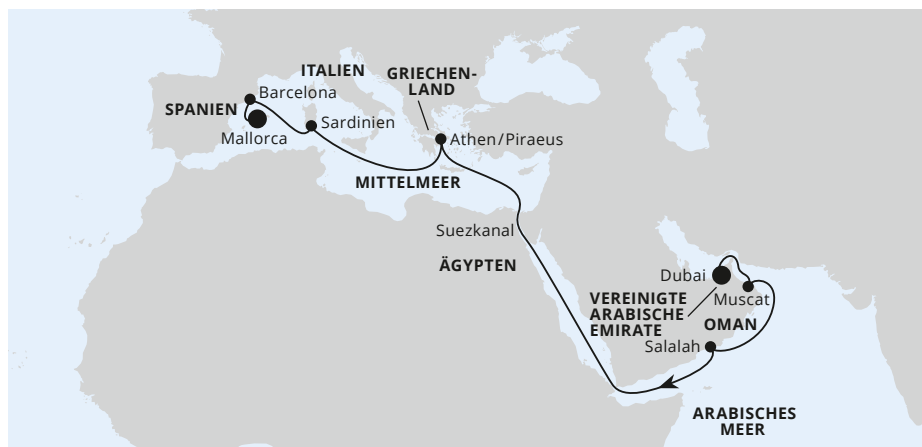 ITALIEN
GRIECHEN-
LAND
Barcelona
SPANIEN
Sardinien
Mallorca
Athen/Piraeus
MITTELMEER
Suezkanal
ÄGYPTEN
Dubai
Muscat
VEREINIGTE
ARABISCHE
EMIRATE
OMAN
Salalah
ARABISCHES
MEER